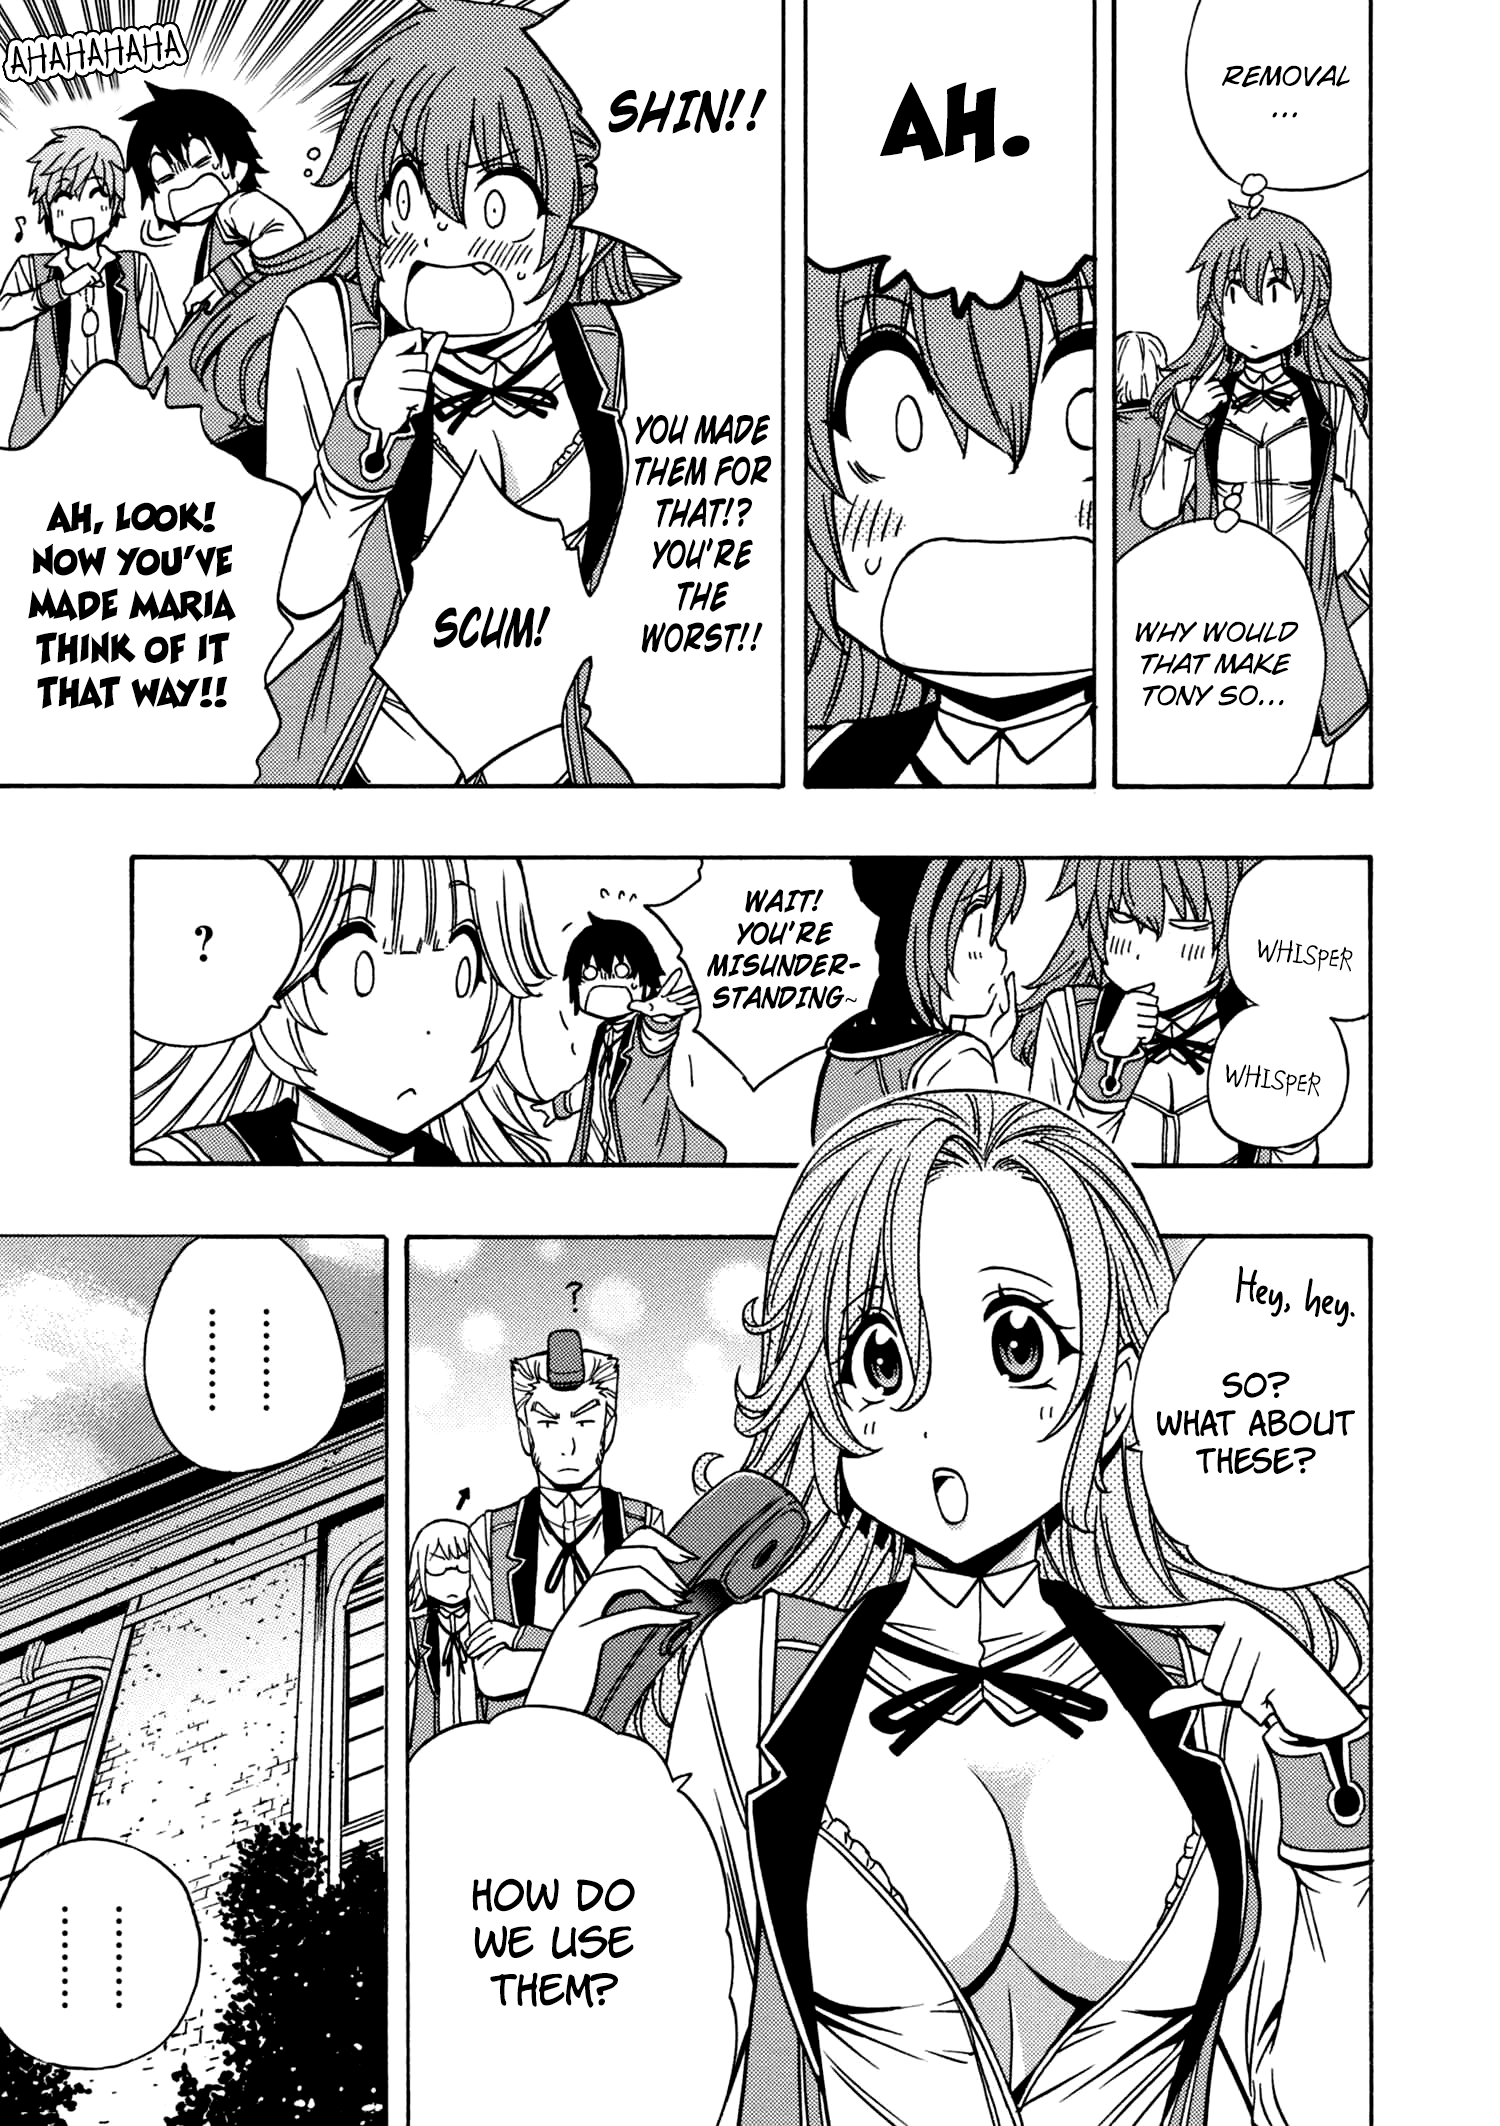 REMOVAL
...
WHY WOULD
THAT MAKE
TONY SO...
AH.
SHIN!!
YOU MADE
THEM FOR
THAT!?
YOU'RE
THE
WORST!!
SCUM!
AHAHAHAHA
AH, LOOK!
NOW YOU'VE
MADE MARIA
THINK OF IT
THAT WAY!!
WHISPER
WHISPER
WAIT!
YOU'RE
MISUNDER-
STANDING~
?
Hey, hey.
SO?
WHAT ABOUT
THESE?
?
HOW DO
WE USE
THEM?
………
………
………
………